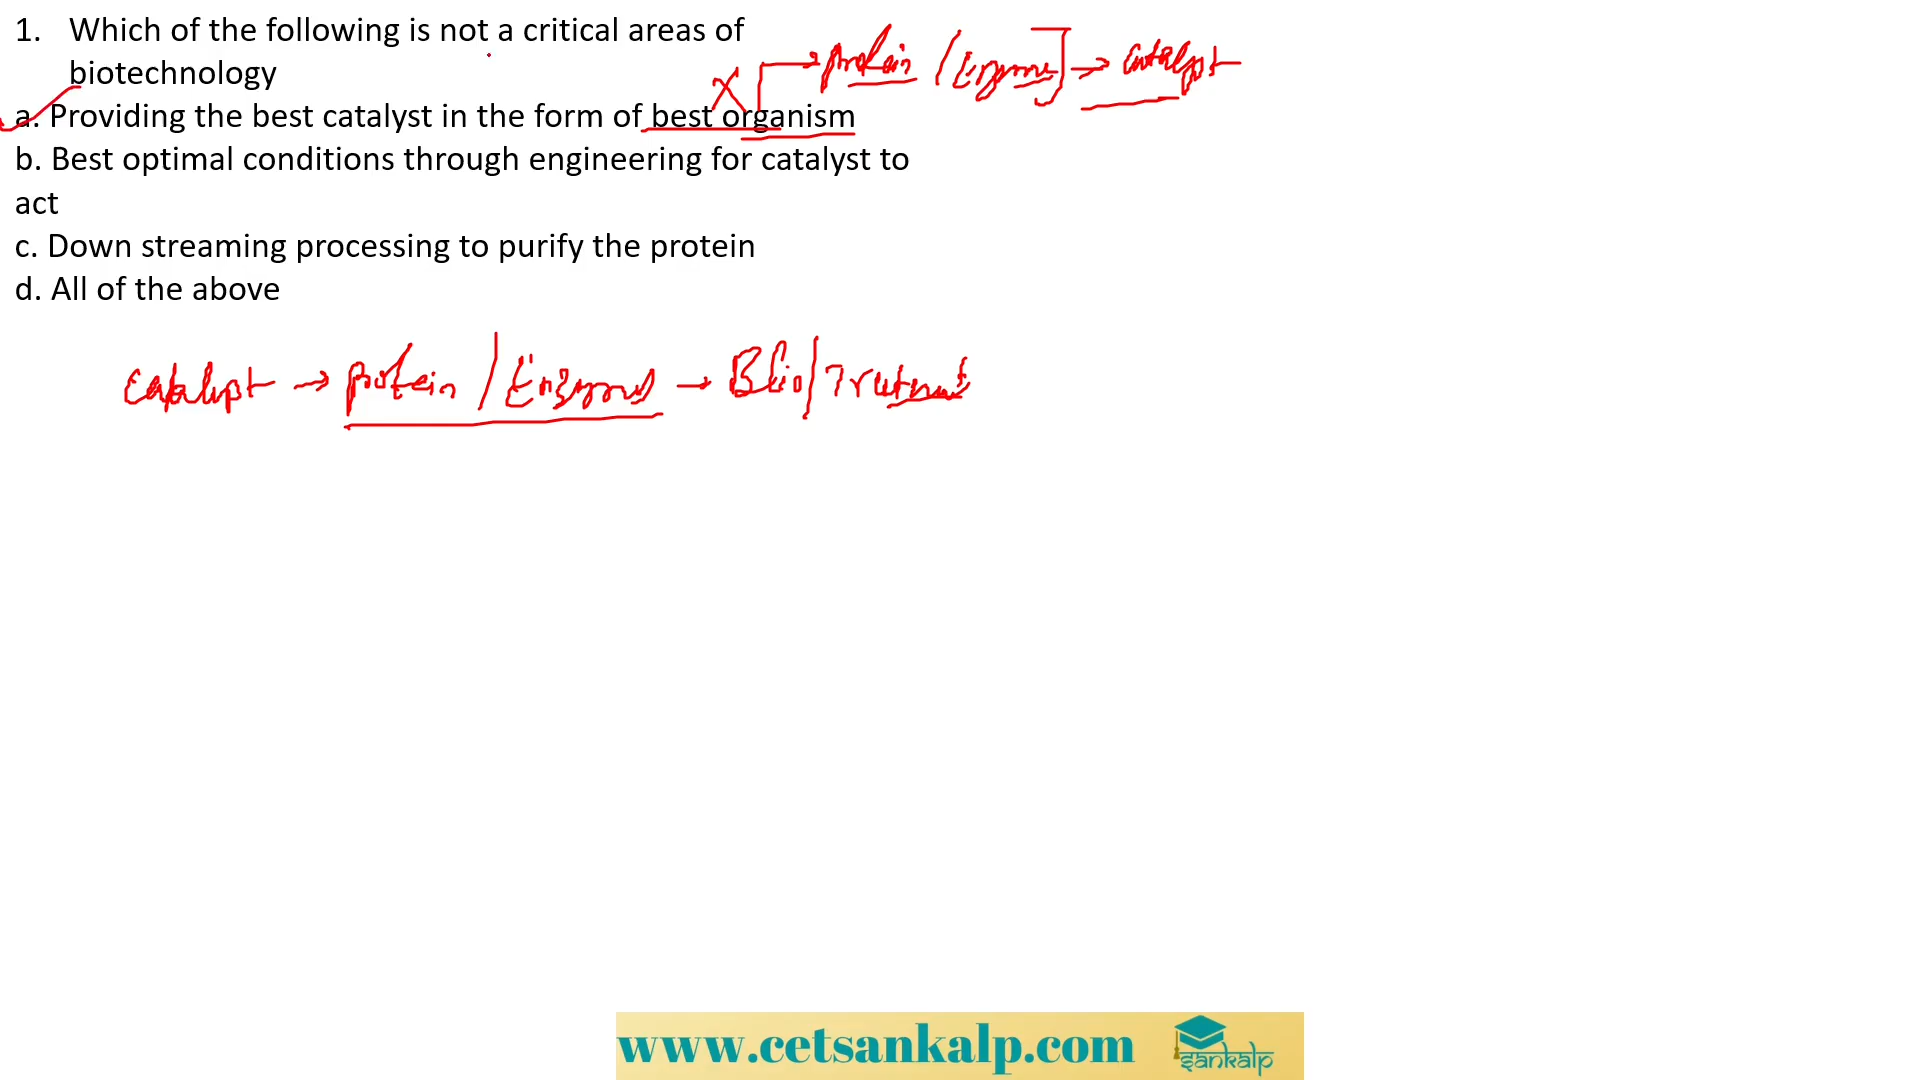 1. Which of the following is not a critical areas of
biotechnology
protein / Enzyme] → catalyst
a. Providing the best catalyst in the form of best organism
b. Best optimal conditions through engineering for catalyst to
act
c. Down streaming processing to purify the protein
d. All of the above
catalyst → protein / Enzymes →
www.cetsankalp.com
sankalp